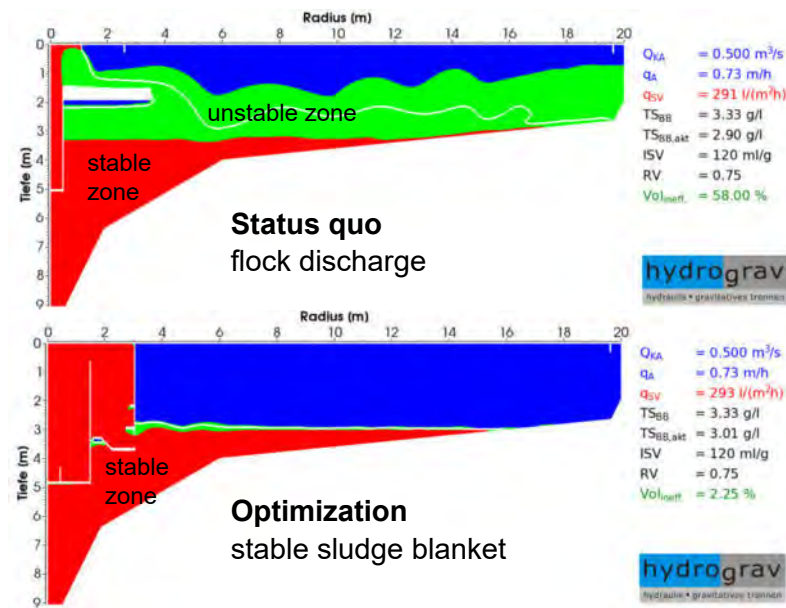 Radius (m)
0 2 4 6 8 10 12 14 16 18 20
Tiefe (m)
0
1
2
3
4
5
6
7
8
9
unstable zone
stable
zone
Status quo
flock discharge
Q_KA = 0.500 m³/s
q_A = 0.73 m/h
q_SV = 291 l/(m²h)
TS_BB = 3.33 g/l
TS_BB,akt = 2.90 g/l
ISV = 120 ml/g
RV = 0.75
Vol_ineff. = 58.00 %
hydrograv
hydraulik • gravitatives trennen
Radius (m)
0 2 4 6 8 10 12 14 16 18 20
Tiefe (m)
0
1
2
3
4
5
6
7
8
9
stable
zone
Optimization
stable sludge blanket
Q_KA = 0.500 m³/s
q_A = 0.73 m/h
q_SV = 293 l/(m²h)
TS_BB = 3.33 g/l
TS_BB,akt = 3.01 g/l
ISV = 120 ml/g
RV = 0.75
Vol_ineff. = 2.25 %
hydrograv
hydraulik • gravitatives trennen